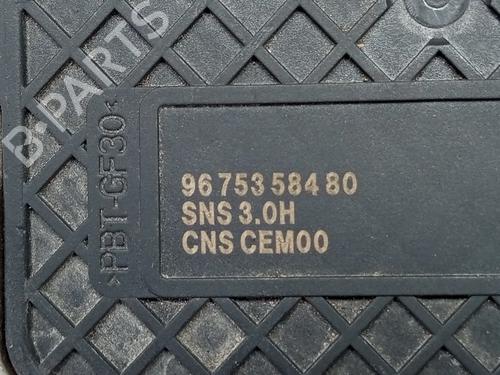 B-PARTS
>PBT-GF30<
96 753 584 80
SNS 3.0H
CNS CEM00